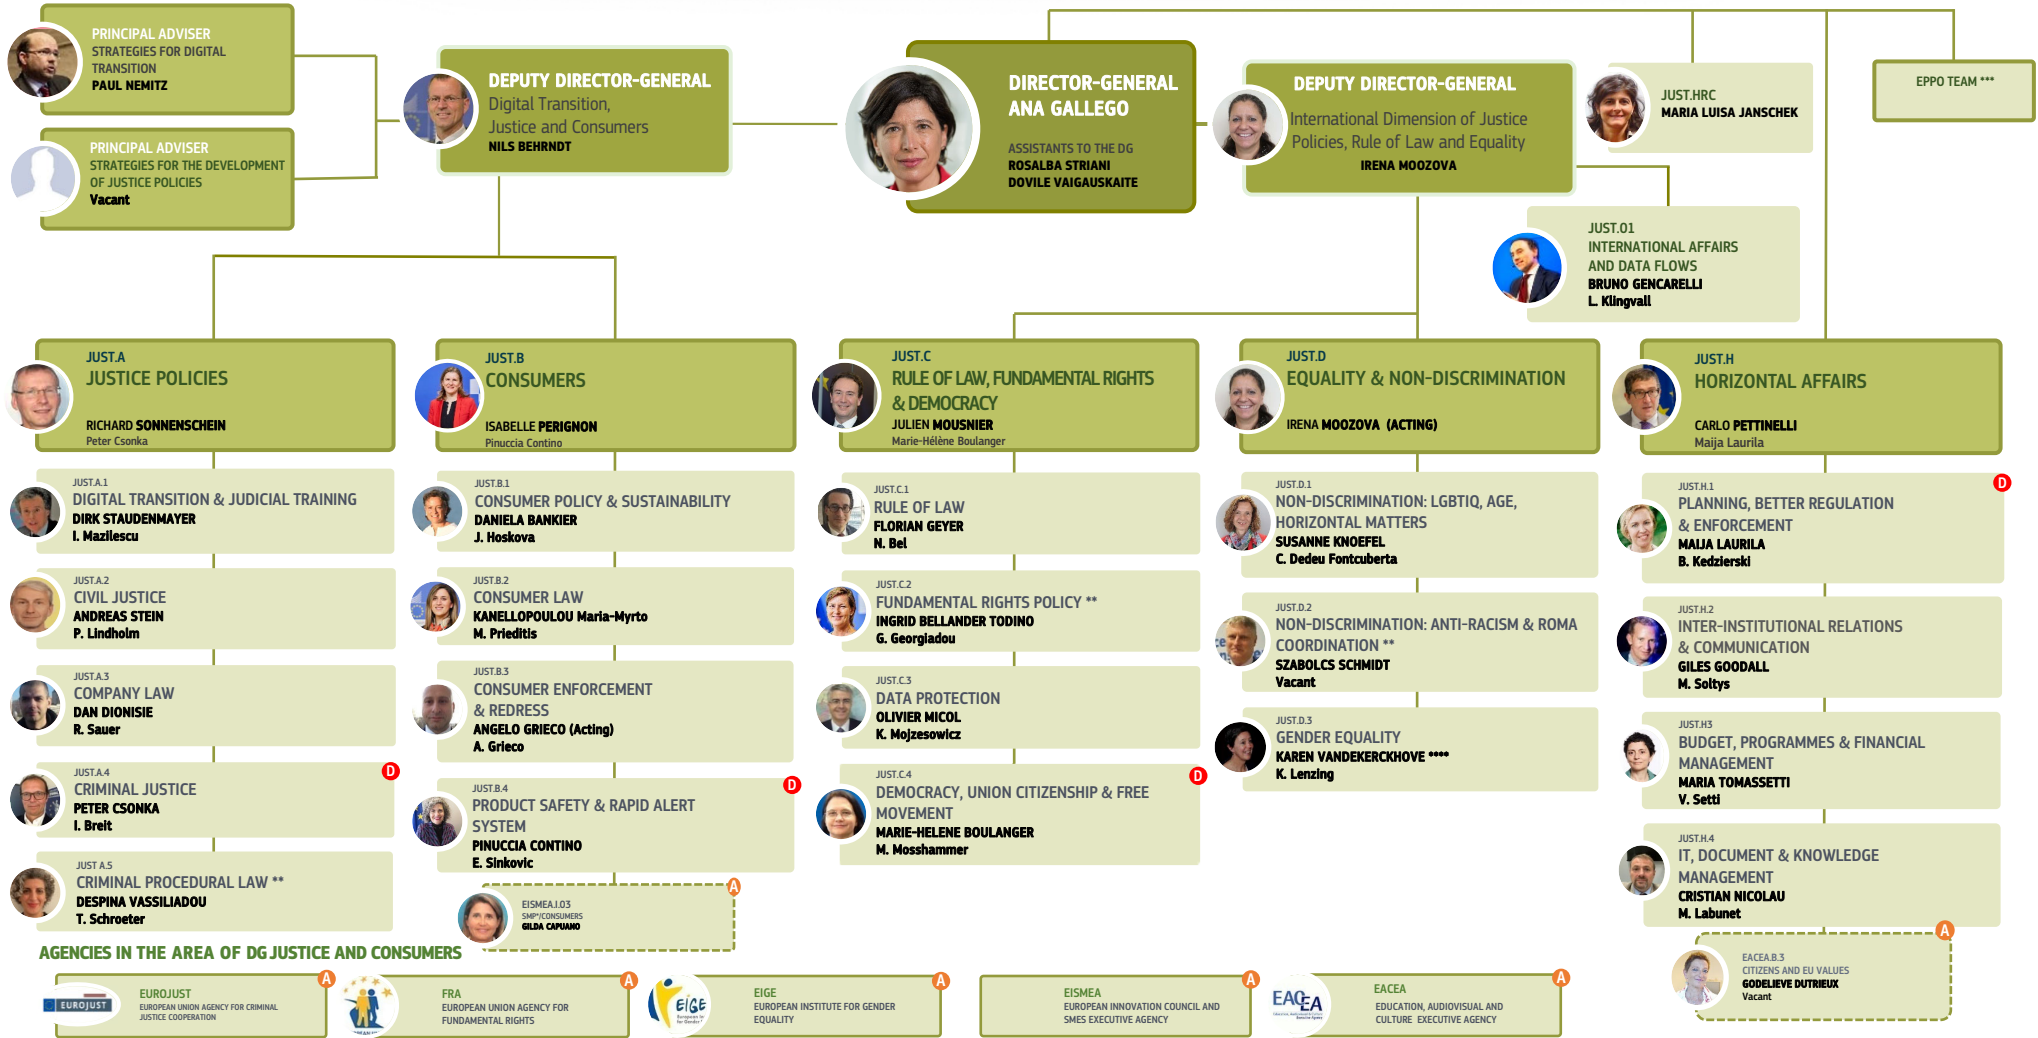 PRINCIPAL ADVISER
STRATEGIES FOR DIGITAL
TRANSITION
PAUL NEMITZ
PRINCIPAL ADVISER
STRATEGIES FOR THE DEVELOPMENT
OF JUSTICE POLICIES
Vacant
DEPUTY DIRECTOR-GENERAL
Digital Transition,
Justice and Consumers
NILS BEHRNDT
DIRECTOR-GENERAL
ANA GALLEGO
ASSISTANTS TO THE DG
ROSALBA STRIANI
DOVILE VAIGAUSKAITE
DEPUTY DIRECTOR-GENERAL
International Dimension of Justice
Policies, Rule of Law and Equality
IRENA MOOZOVA
JUST.HRC
MARIA LUISA JANSCHEK
EPPO TEAM ***
JUST.01
INTERNATIONAL AFFAIRS
AND DATA FLOWS
BRUNO GENCARELLI
L. Klingvall
JUST.A
JUSTICE POLICIES
RICHARD SONNENSCHEIN
Peter Csonka
JUST.A.1
DIGITAL TRANSITION & JUDICIAL TRAINING
DIRK STAUDENMAYER
I. Mazilescu
JUST.A.2
CIVIL JUSTICE
ANDREAS STEIN
P. Lindholm
JUST.A.3
COMPANY LAW
DAN DIONISIE
R. Sauer
JUST.A.4
D
CRIMINAL JUSTICE
PETER CSONKA
I. Breit
JUST A.5
CRIMINAL PROCEDURAL LAW **
DESPINA VASSILIADOU
T. Schroeter
JUST.B
CONSUMERS
ISABELLE PERIGNON
Pinuccia Contino
JUST.B.1
CONSUMER POLICY & SUSTAINABILITY
DANIELA BANKIER
J. Hoskova
JUST.B.2
CONSUMER LAW
KANELLOPOULOU Maria-Myrto
M. Prieditis
JUST.B.3
CONSUMER ENFORCEMENT
& REDRESS
ANGELO GRIECO (Acting)
A. Grieco
JUST.B.4
D
PRODUCT SAFETY & RAPID ALERT
SYSTEM
PINUCCIA CONTINO
E. Sinkovic
A
EISMEA.I.03
SMP*/CONSUMERS
GILDA CAPUANO
JUST.C
RULE OF LAW, FUNDAMENTAL RIGHTS
& DEMOCRACY
JULIEN MOUSNIER
Marie-Hélène Boulanger
JUST.C.1
RULE OF LAW
FLORIAN GEYER
N. Bel
JUST.C.2
FUNDAMENTAL RIGHTS POLICY **
INGRID BELLANDER TODINO
G. Georgiadou
JUST.C.3
DATA PROTECTION
OLIVIER MICOL
K. Mojzesowicz
JUST.C.4
D
DEMOCRACY, UNION CITIZENSHIP & FREE
MOVEMENT
MARIE-HELENE BOULANGER
M. Mosshammer
JUST.D
EQUALITY & NON-DISCRIMINATION
IRENA MOOZOVA (ACTING)
JUST.D.1
NON-DISCRIMINATION: LGBTIQ, AGE,
HORIZONTAL MATTERS
SUSANNE KNOEFEL
C. Dedeu Fontcuberta
JUST.D.2
NON-DISCRIMINATION: ANTI-RACISM & ROMA
COORDINATION **
SZABOLCS SCHMIDT
Vacant
JUST.D.3
GENDER EQUALITY
KAREN VANDEKERCKHOVE ****
K. Lenzing
JUST.H
HORIZONTAL AFFAIRS
CARLO PETTINELLI
Maija Laurila
JUST.H.1
D
PLANNING, BETTER REGULATION
& ENFORCEMENT
MAIJA LAURILA
B. Kedzierski
JUST.H.2
INTER-INSTITUTIONAL RELATIONS
& COMMUNICATION
GILES GOODALL
M. Soltys
JUST.H3
BUDGET, PROGRAMMES & FINANCIAL
MANAGEMENT
MARIA TOMASSETTI
V. Setti
JUST.H.4
IT, DOCUMENT & KNOWLEDGE
MANAGEMENT
CRISTIAN NICOLAU
M. Labunet
A
EACEA.B.3
CITIZENS AND EU VALUES
GODELIEVE DUTRIEUX
Vacant
AGENCIES IN THE AREA OF DG JUSTICE AND CONSUMERS
A
EUROJUST
EUROJUST
EUROPEAN UNION AGENCY FOR CRIMINAL
JUSTICE COOPERATION
A
FRA
EUROPEAN UNION AGENCY FOR
FUNDAMENTAL RIGHTS
A
EIGE
EIGE
EUROPEAN INSTITUTE FOR GENDER
EQUALITY
A
EISMEA
EUROPEAN INNOVATION COUNCIL AND
SMES EXECUTIVE AGENCY
A
EACEA
EACEA
EDUCATION, AUDIOVISUAL AND
CULTURE EXECUTIVE AGENCY